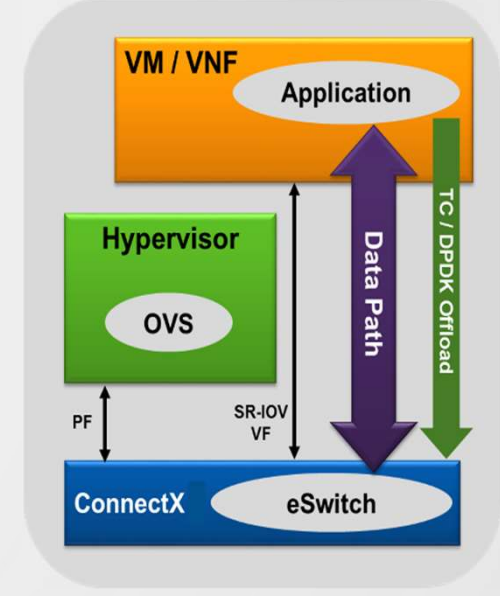 VM / VNF
Application
Hypervisor
OVS
PF
SR-IOV
VF
Data Path
TC / DPDK Offload
ConnectX
eSwitch